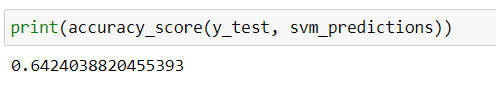 print(accuracy_score(y_test, svm_predictions))
0.6424038820455393